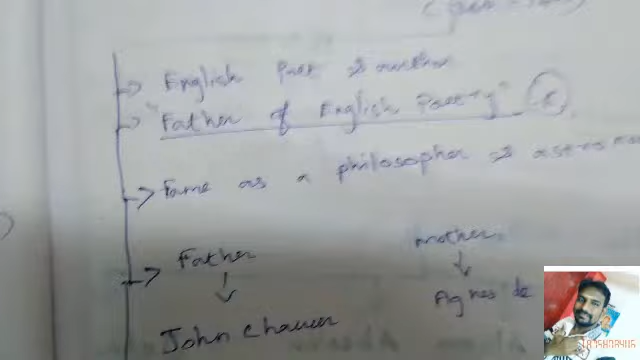 English Poet & author
"Father of English Poetry"
Fame as a philosopher &
Father
mother
John Chaucer
Agnes de